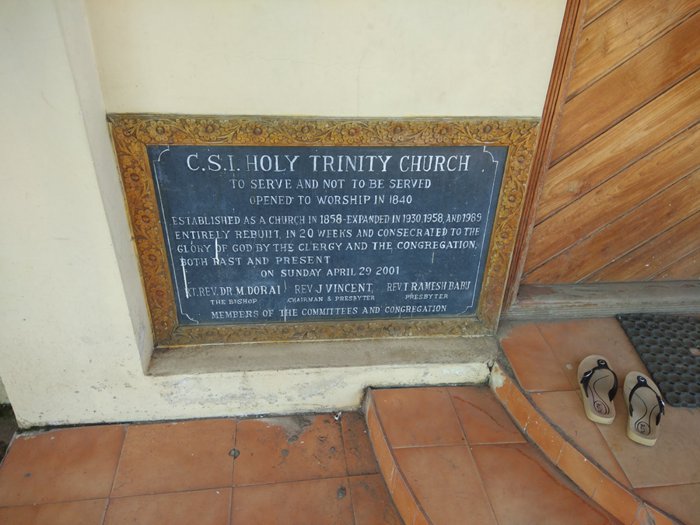 C.S.I. HOLY TRINITY CHURCH
TO SERVE AND NOT TO BE SERVED
OPENED TO WORSHIP IN 1840
ESTABLISHED AS A CHURCH IN 1858-EXPANDED IN 1930,1958, AND 1989
ENTIRELY REBUILT, IN 20 WEEKS AND CONSECRATED TO THE
GLORY OF GOD BY THE CLERGY AND THE CONGREGATION,
BOTH PAST AND PRESENT
ON SUNDAY APRIL 29 2001
RT.REV.DR.M.DORAI REV.J VINCENT REV.T RAMESH BABU
THE BISHOP CHAIRMAN & PRESBYTER PRESBYTER
MEMBERS OF THE COMMITTEES AND CONGREGATION